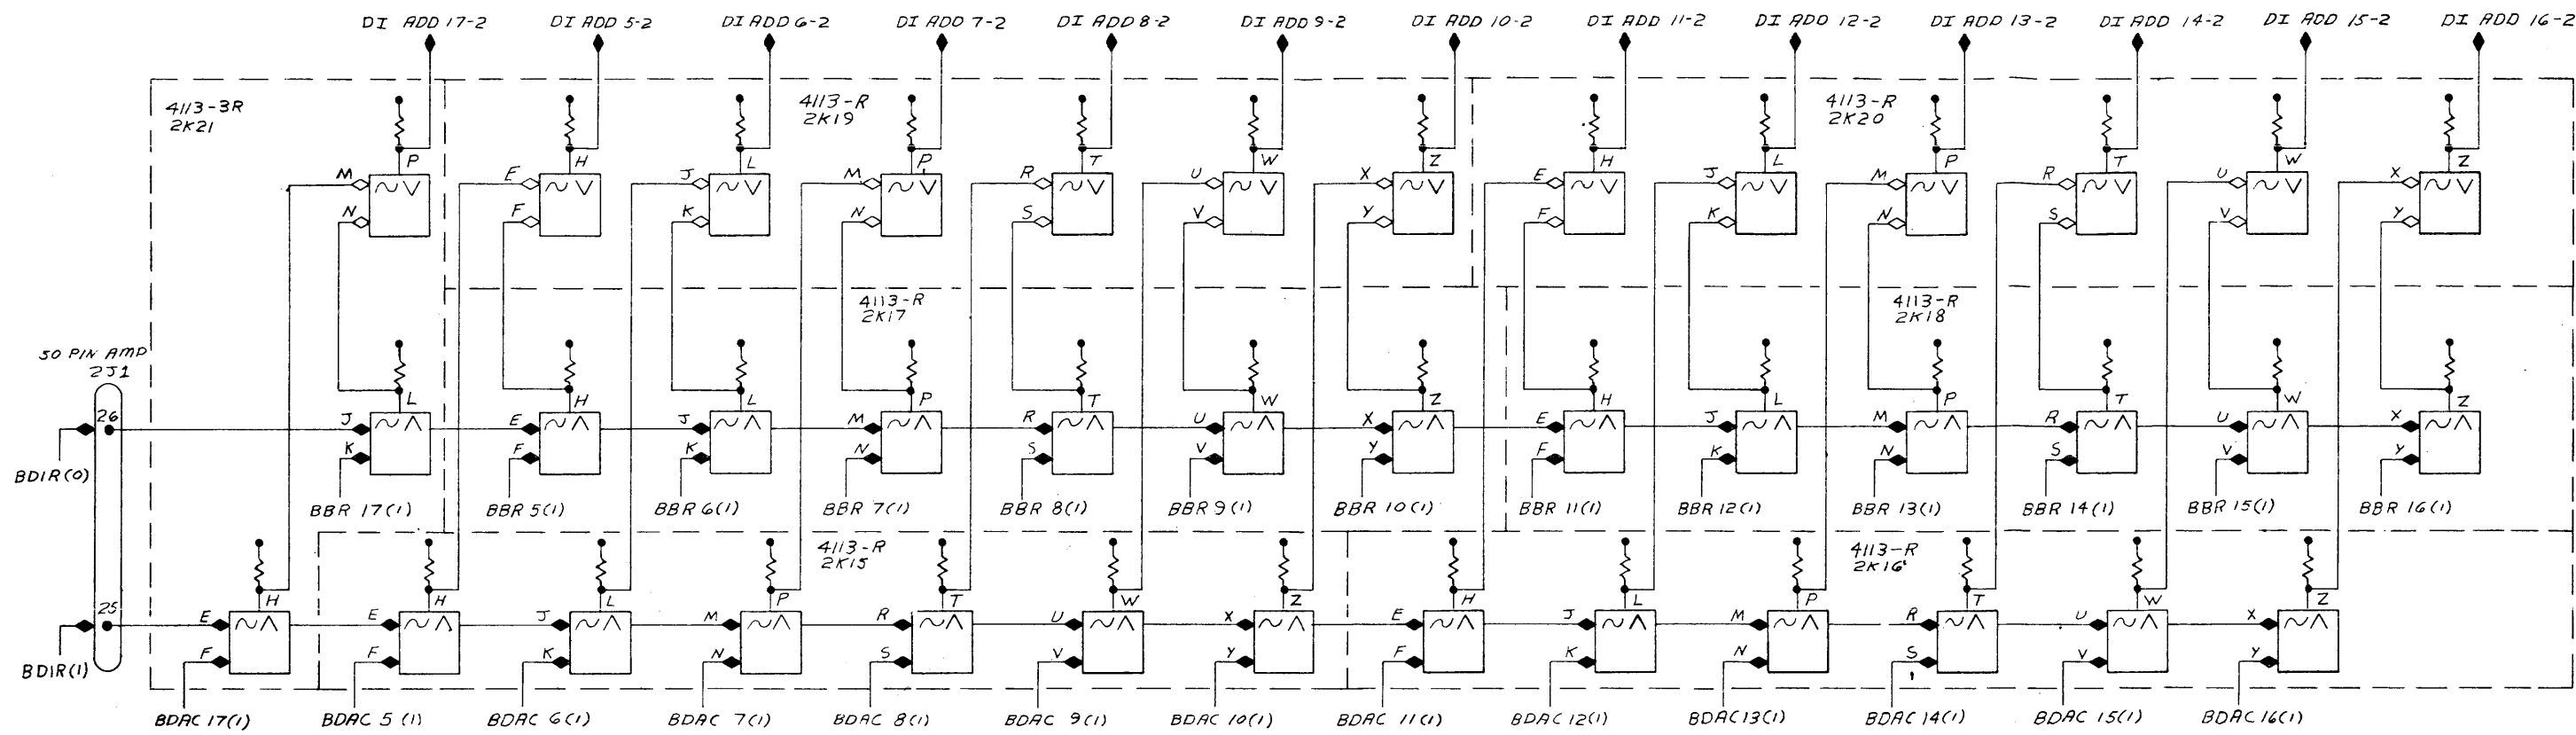 DI ADD 17-2 DI ADD 5-2 DI ADD 6-2 DI ADD 7-2 DI ADD 8-2 DI ADD 9-2 DI ADD 10-2 DI ADD 11-2 DI ADD 12-2 DI ADD 13-2 DI ADD 14-2 DI ADD 15-2 DI ADD 16-2
4113-3R 4113-R 4113-R
2K21 2K19 2K20
P H L P T W Z H L P T W Z
M E J M R U X E J M R U X
~V ~V ~V ~V ~V ~V ~V ~V ~V ~V ~V ~V ~V
N F K N S V Y F K N S V Y
4113-R 4113-R
2K17 2K18
50 PIN AMP
2J1
L H L P T W Z H L P T W Z
26 J E J M R U X E J M R U X
~Λ ~Λ ~Λ ~Λ ~Λ ~Λ ~Λ ~Λ ~Λ ~Λ ~Λ ~Λ ~Λ
K F K N S V Y F K N S V Y
BDIR(0)
BBR 17(1) BBR 5(1) BBR 6(1) BBR 7(1) BBR 8(1) BBR 9(1) BBR 10(1) BBR 11(1) BBR 12(1) BBR 13(1) BBR 14(1) BBR 15(1) BBR 16(1)
4113-R 4113-R
2K15 2K16
H H L P T W Z H L P T W Z
25 E E J M R U X E J M R U X
~Λ ~Λ ~Λ ~Λ ~Λ ~Λ ~Λ ~Λ ~Λ ~Λ ~Λ ~Λ ~Λ
F F K N S V Y F K N S V Y
BDIR(1)
BDAC 17(1) BDAC 5(1) BDAC 6(1) BDAC 7(1) BDAC 8(1) BDAC 9(1) BDAC 10(1) BDAC 11(1) BDAC 12(1) BDAC 13(1) BDAC 14(1) BDAC 15(1) BDAC 16(1)